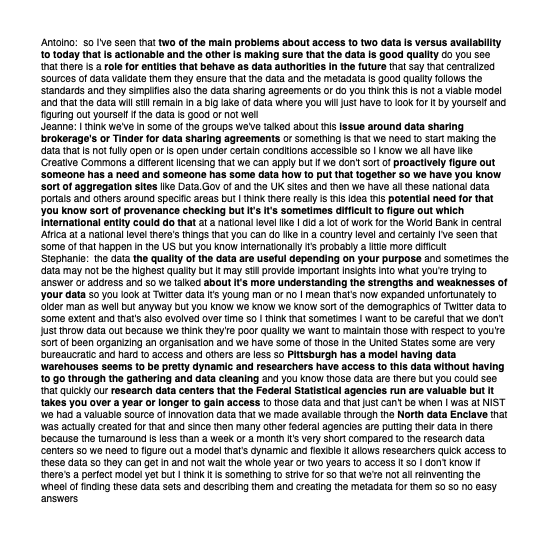 Antoino:  so I've seen that two of the main problems about access to two data is versus availability
to today that is actionable and the other is making sure that the data is good quality do you see
that there is a role for entities that behave as data authorities in the future that say that centralized
sources of data validate them they ensure that the data and the metadata is good quality follows the
standards and they simplifies also the data sharing agreements or do you think this is not a viable model
and that the data will still remain in a big lake of data where you will just have to look for it by yourself and
figuring out yourself if the data is good or not well
Jeanne: I think we've in some of the groups we've talked about this issue around data sharing
brokerage's or Tinder for data sharing agreements or something is that we need to start making the
data that is not fully open or is open under certain conditions accessible so I know we all have like
Creative Commons a different licensing that we can apply but if we don't sort of proactively figure out
someone has a need and someone has some data how to put that together so we have you know
sort of aggregation sites like Data.Gov of and the UK sites and then we have all these national data
portals and others around specific areas but I think there really is this idea this potential need for that
you know sort of provenance checking but it's it's sometimes difficult to figure out which
international entity could do that at a national level like I did a lot of work for the World Bank in central
Africa at a national level there's things that you can do like in a country level and certainly I've seen that
some of that happen in the US but you know internationally it's probably a little more difficult
Stephanie:  the data the quality of the data are useful depending on your purpose and sometimes the
data may not be the highest quality but it may still provide important insights into what you're trying to
answer or address and so we talked about it's more understanding the strengths and weaknesses of
your data so you look at Twitter data it's young man or no I mean that's now expanded unfortunately to
older man as well but anyway but you know we know we know sort of the demographics of Twitter data to
some extent and that's also evolved over time so I think that sometimes I want to be careful that we don't
just throw data out because we think they're poor quality we want to maintain those with respect to you're
sort of been organizing an organisation and we have some of those in the United States some are very
bureaucratic and hard to access and others are less so Pittsburgh has a model having data
warehouses seems to be pretty dynamic and researchers have access to this data without having
to go through the gathering and data cleaning and you know those data are there but you could see
that quickly our research data centers that the Federal Statistical agencies run are valuable but it
takes you over a year or longer to gain access to those data and that just can't be when I was at NIST
we had a valuable source of innovation data that we made available through the North data Enclave that
was actually created for that and since then many other federal agencies are putting their data in there
because the turnaround is less than a week or a month it's very short compared to the research data
centers so we need to figure out a model that's dynamic and flexible it allows researchers quick access to
these data so they can get in and not wait the whole year or two years to access it so I don't know if
there's a perfect model yet but I think it is something to strive for so that we're not all reinventing the
wheel of finding these data sets and describing them and creating the metadata for them so so no easy
answers